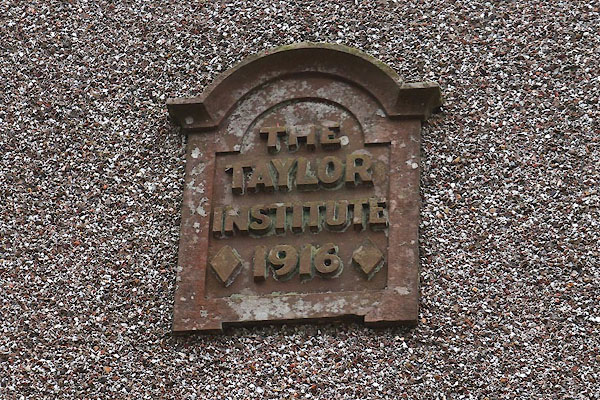 THE
TAYLOR
INSTITUTE
1916